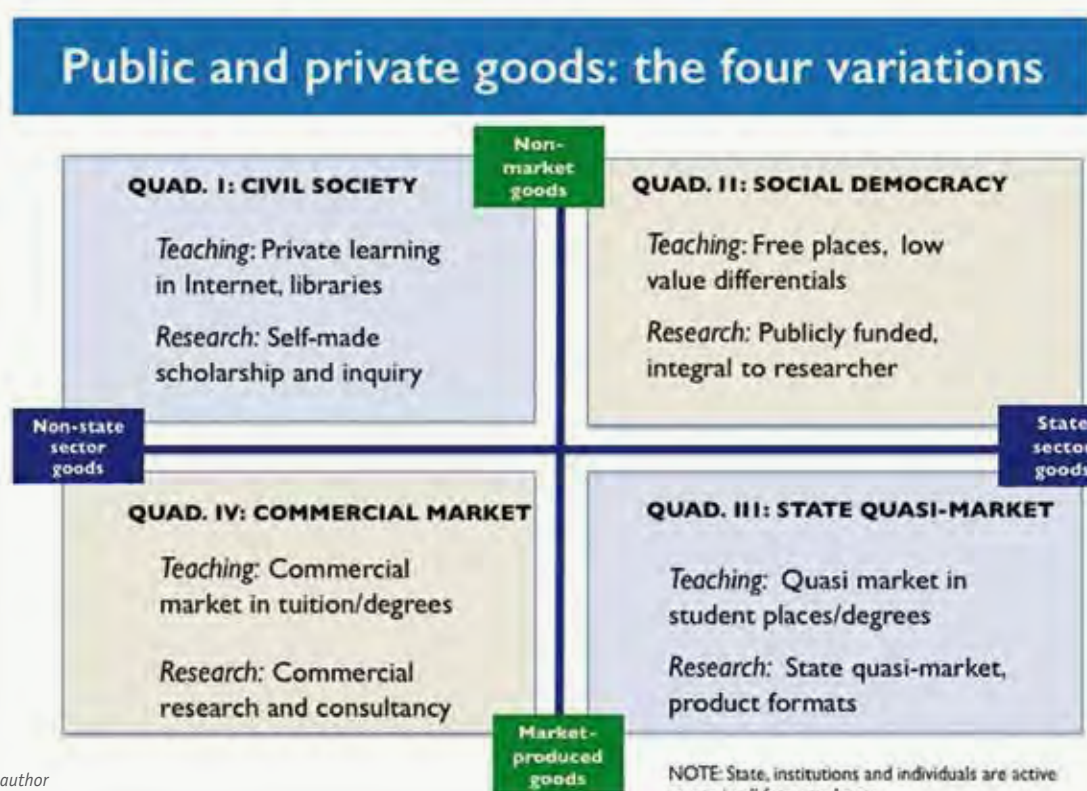 Public and private goods: the four variations
Non-
market
goods
QUAD. I: CIVIL SOCIETY
Teaching: Private learning
in Internet, libraries
Research: Self-made
scholarship and inquiry
QUAD. II: SOCIAL DEMOCRACY
Teaching: Free places, low
value differentials
Research: Publicly funded,
integral to researcher
Non-state
sector
goods
State
sector
goods
QUAD. IV: COMMERCIAL MARKET
Teaching: Commercial
market in tuition/degrees
Research: Commercial
research and consultancy
QUAD. III: STATE QUASI-MARKET
Teaching: Quasi market in
student places/degrees
Research: State quasi-market,
product formats
Market-
produced
goods
NOTE: State, institutions and individuals are active
author